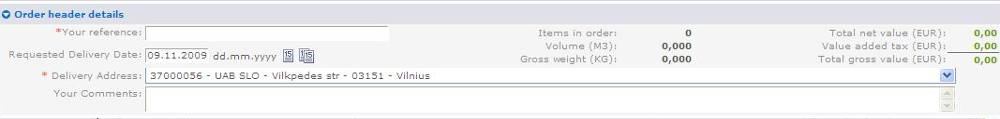 Order header details
*Your reference: Items in order: 0 Total net value (EUR): 0,00
Volume (M3): 0,000 Value added tax (EUR): 0,00
Requested Delivery Date: 09.11.2009 dd.mm.yyyy 15 15 Gross weight (KG): 0,000 Total gross value (EUR): 0,00
* Delivery Address: 37000056 - UAB SLO - Vilkpedes str - 03151 - Vilnius
Your Comments: